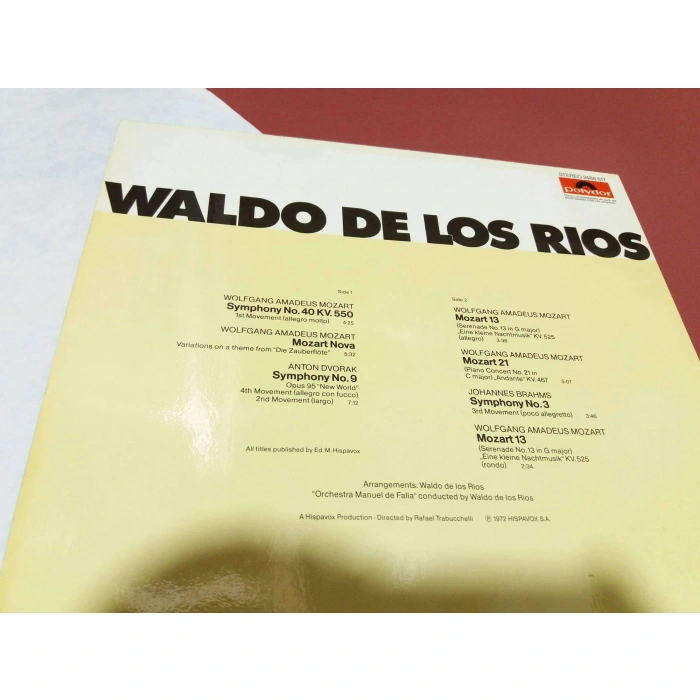 STEREO 2488 517
Polydor
WALDO DE LOS RIOS
Side 1
WOLFGANG AMADEUS MOZART
Symphony No. 40 KV. 550
1st Movement (allegro molto) 6:25
WOLFGANG AMADEUS MOZART
Mozart Nova
Variations on a theme from "Die Zauberflöte" 5:32
ANTON DVORAK
Symphony No. 9
Opus 95 "New World"
4th Movement (allegro con fucco)
2nd Movement (largo) 7:12
All titles published by Ed. M. Hispavox
Side 2
WOLFGANG AMADEUS MOZART
Mozart 13
(Serenade No. 13 in G major)
„Eine kleine Nachtmusik" KV. 525
(allegro) 3:36
WOLFGANG AMADEUS MOZART
Mozart 21
(Piano Concert No. 21 in
C major) „Andante" KV. 467 5:07
JOHANNES BRAHMS
Symphony No. 3
3rd Movement (poco allegretto) 3:46
WOLFGANG AMADEUS MOZART
Mozart 13
(Serenade No. 13 in G major)
„Eine kleine Nachtmusik" KV. 525
(rondo) 2:34
Arrangements: Waldo de los Rios
"Orchestra Manuel de Falla" conducted by Waldo de los Rios
A Hispavox Production - Directed by Rafael Trabucchelli ℗ 1972 HISPAVOX S.A.